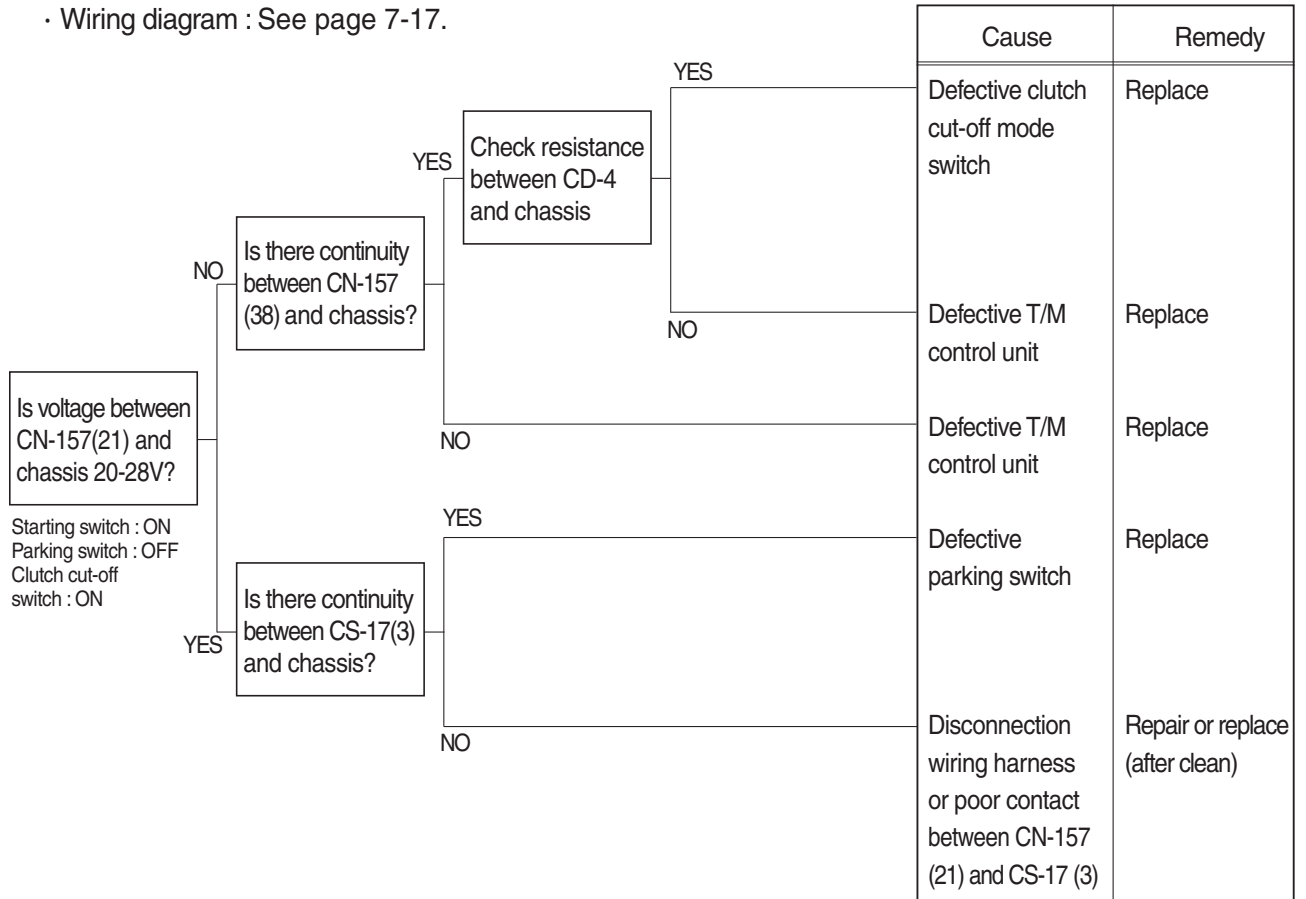 · Wiring diagram : See page 7-17.
Cause
Remedy
YES
Defective clutch
cut-off mode
switch
Replace
YES
Check resistance
between CD-4
and chassis
NO
Is there continuity
between CN-157
(38) and chassis?
NO
Defective T/M
control unit
Replace
Is voltage between
CN-157(21) and
chassis 20-28V?
NO
Defective T/M
control unit
Replace
Starting switch : ON
Parking switch : OFF
Clutch cut-off
switch : ON
YES
Defective
parking switch
Replace
YES
Is there continuity
between CS-17(3)
and chassis?
NO
Disconnection
wiring harness
or poor contact
between CN-157
(21) and CS-17 (3)
Repair or replace
(after clean)